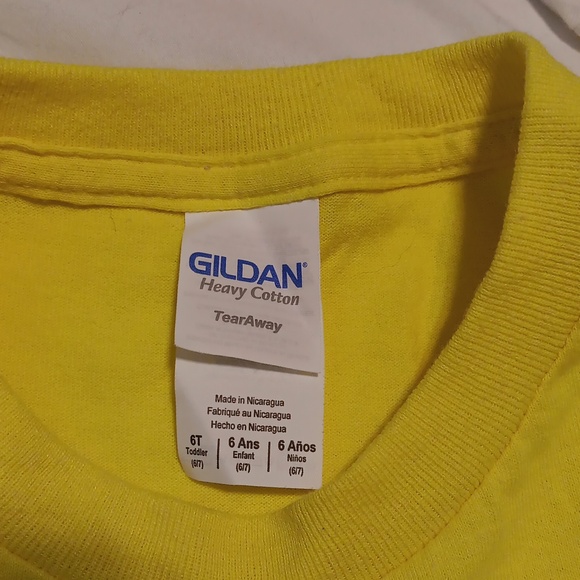 GILDAN®
Heavy Cotton
TearAway
Made in Nicaragua
Fabriqué au Nicaragua
Hecho en Nicaragua
6T | 6 Ans | 6 Años
Toddler | Enfant | Niños
(6/7) | (6/7) | (6/7)